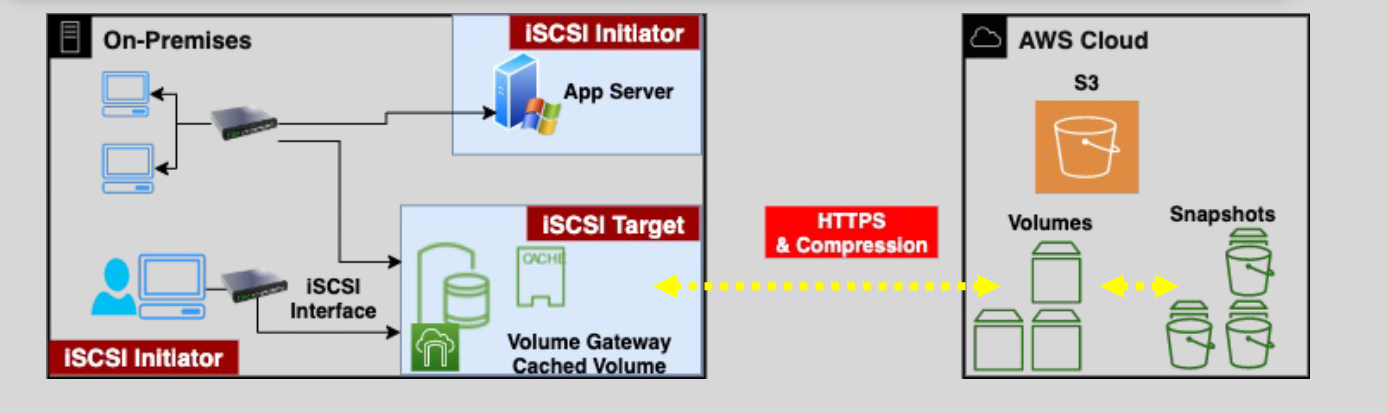 On-Premises
iSCSI Initiator
App Server
iSCSI Target
CACHE
iSCSI
Interface
Volume Gateway
Cached Volume
iSCSI Initiator
HTTPS
& Compression
AWS Cloud
S3
Volumes
Snapshots